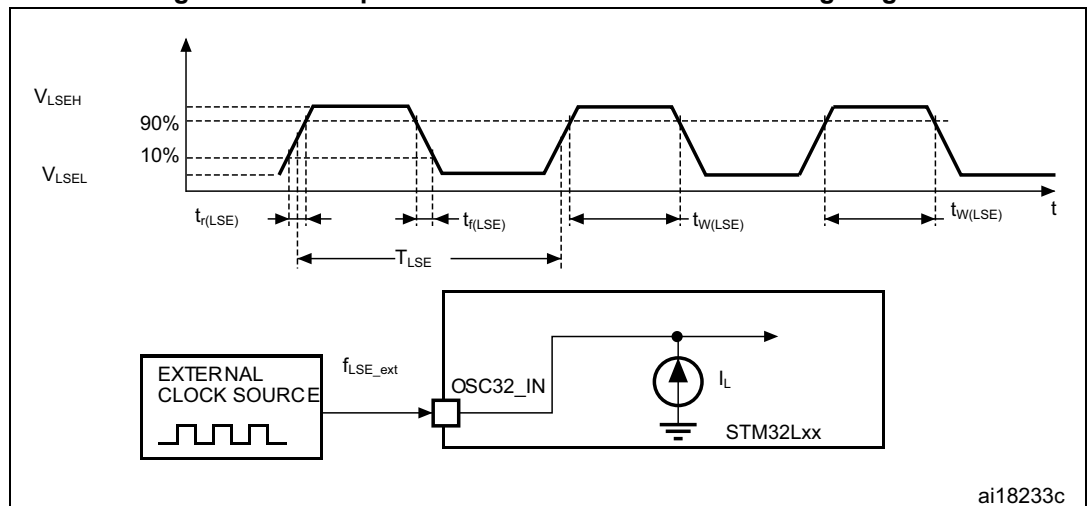 V_LSEH
90%
10%
V_LSEL
t_r(LSE)
t_f(LSE)
t_W(LSE)
t_W(LSE)
t
T_LSE
EXTERNAL
CLOCK SOURCE
f_LSE_ext
OSC32_IN
I_L
STM32Lxx
ai18233c